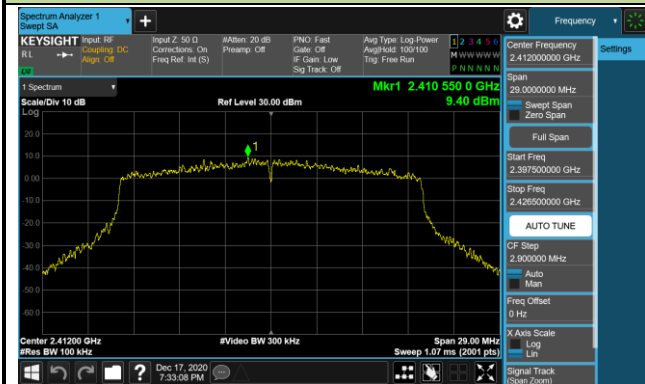 Spectrum Analyzer 1
Swept SA
+
Frequency
KEYSIGHT Input: RF
Coupling: DC
Align: Off
RL
Input Z: 50 Ω
Corrections: On
Freq Ref: Int (S)
#Atten: 20 dB
Preamp: Off
PNO: Fast
Gate: Off
IF Gain: Low
Sig Track: Off
Avg Type: Log-Power
Avg|Hold: 100/100
Trig: Free Run
1 2 3 4 5 6
M W W W W W
P N N N N N
1 Spectrum
Scale/Div 10 dB
Log
Ref Level 30.00 dBm
Mkr1 2.410 550 0 GHz
9.40 dBm
1
20.0
10.0
0.00
-10.0
-20.0
-30.0
-40.0
-50.0
-60.0
Center 2.41200 GHz
#Res BW 100 kHz
#Video BW 300 kHz
Span 29.00 MHz
Sweep 1.07 ms (2001 pts)
Center Frequency
2.412000000 GHz
Settings
Span
29.0000000 MHz
Swept Span
Zero Span
Full Span
Start Freq
2.397500000 GHz
Stop Freq
2.426500000 GHz
AUTO TUNE
CF Step
2.900000 MHz
Auto
Man
Freq Offset
0 Hz
X Axis Scale
Log
Lin
Signal Track
(Span Zoom)
?
Dec 17, 2020
7:33:08 PM